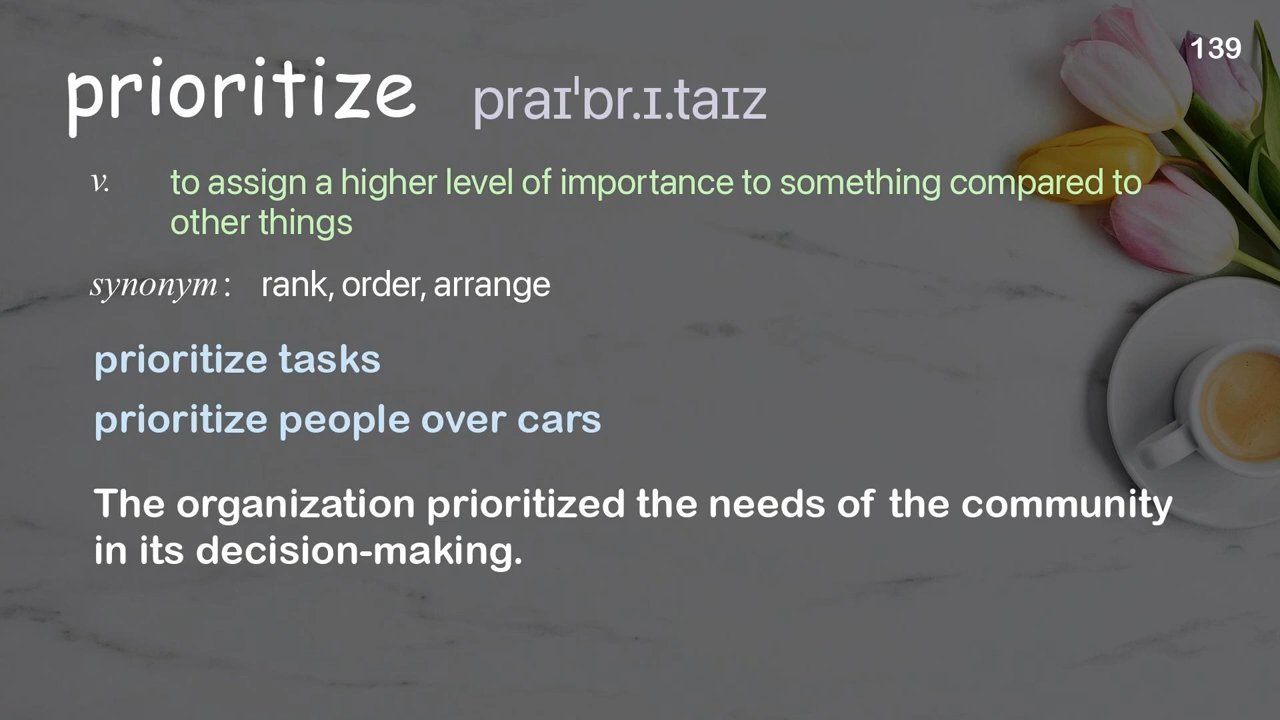 139
prioritize praɪˈɒr.ɪ.taɪz
v. to assign a higher level of importance to something compared to
other things
synonym : rank, order, arrange
prioritize tasks
prioritize people over cars
The organization prioritized the needs of the community
in its decision-making.